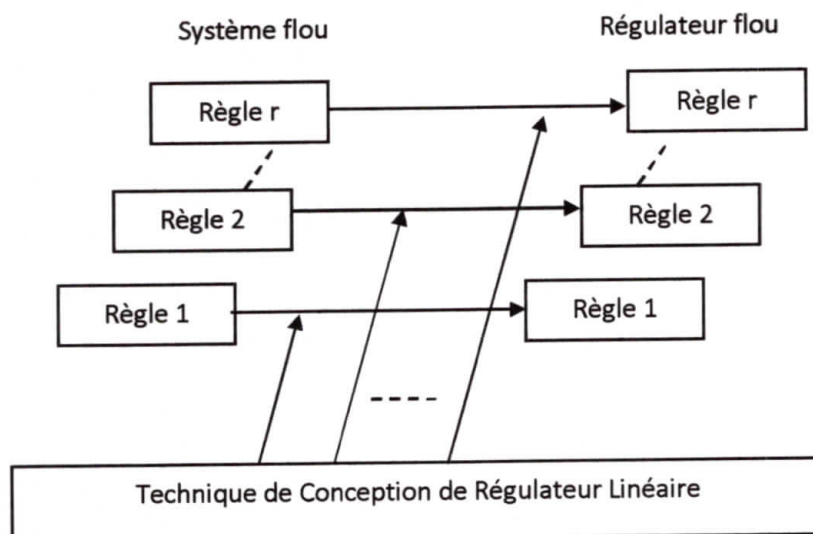 Système flou
Régulateur flou
Règle r
Règle r
Règle 2
Règle 2
Règle 1
Règle 1
Technique de Conception de Régulateur Linéaire